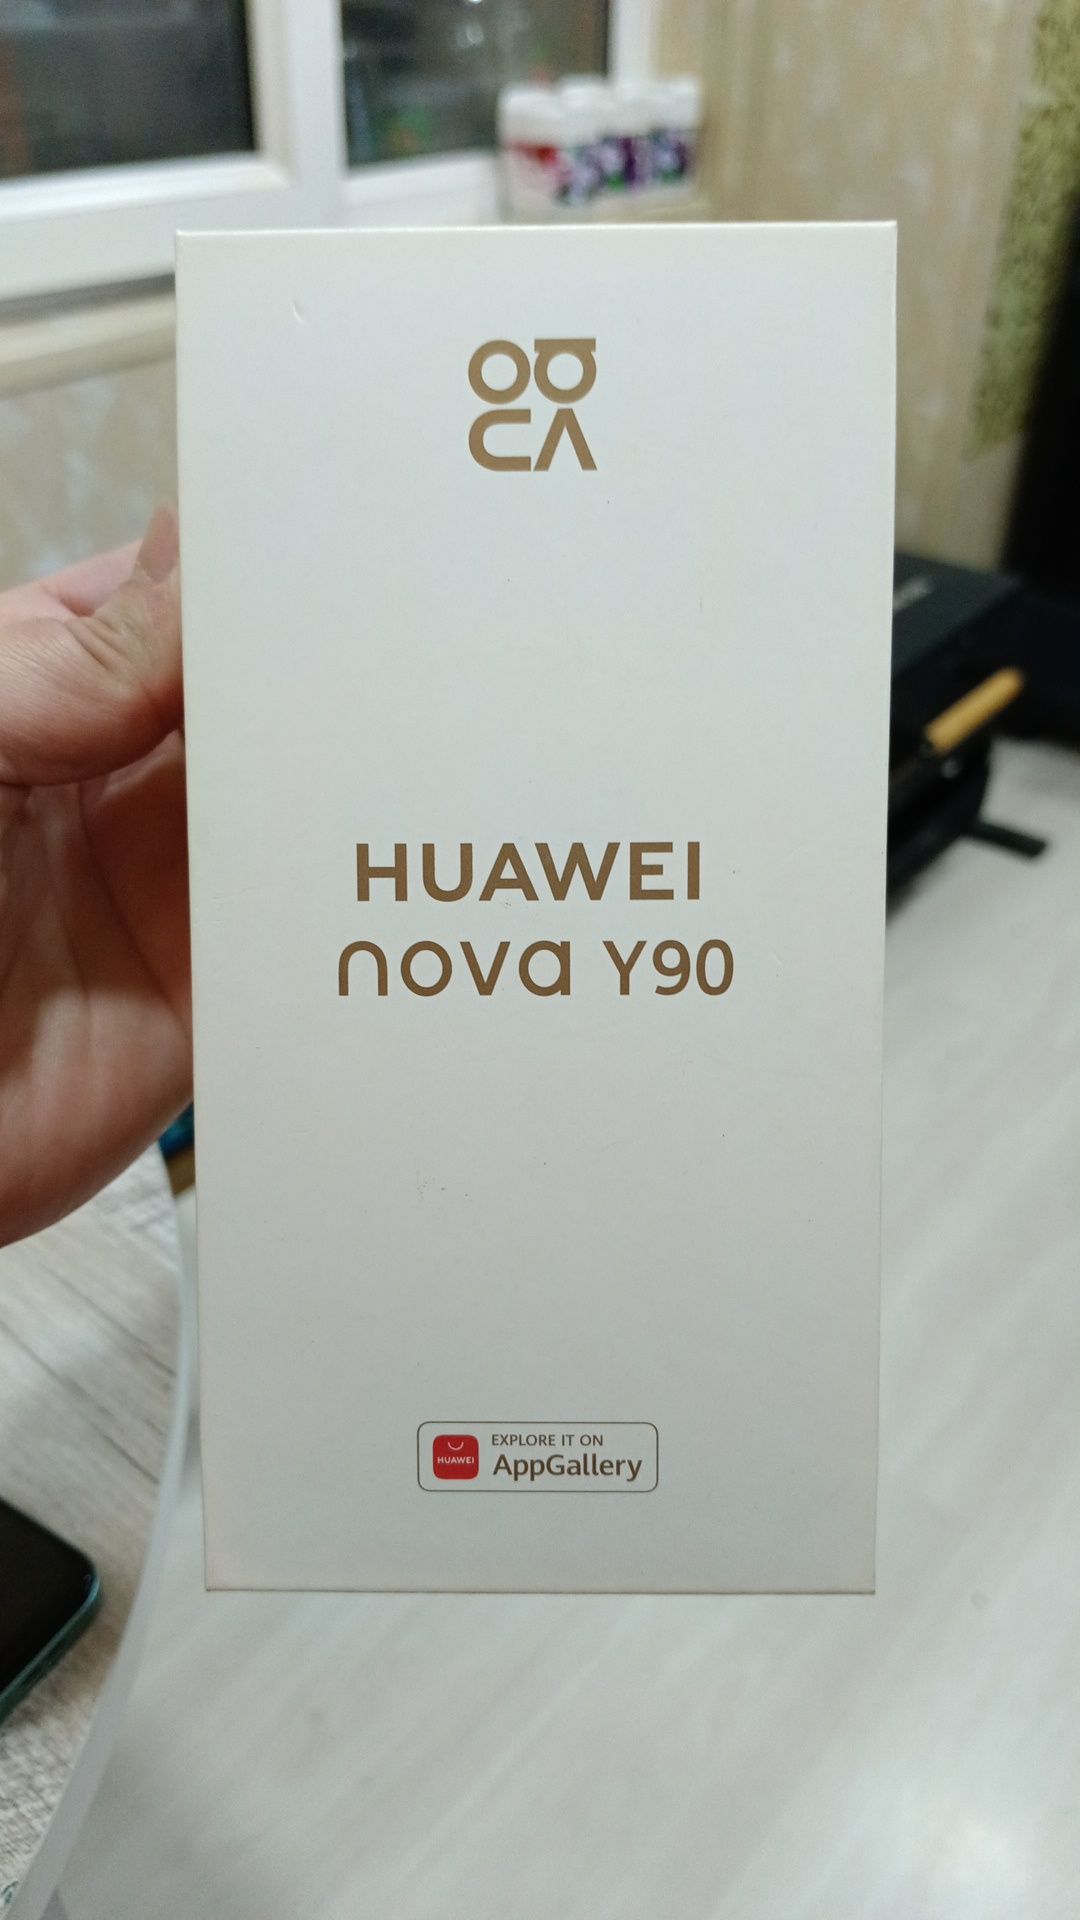 HUAWEI
nova Y90
EXPLORE IT ON
HUAWEI
AppGallery